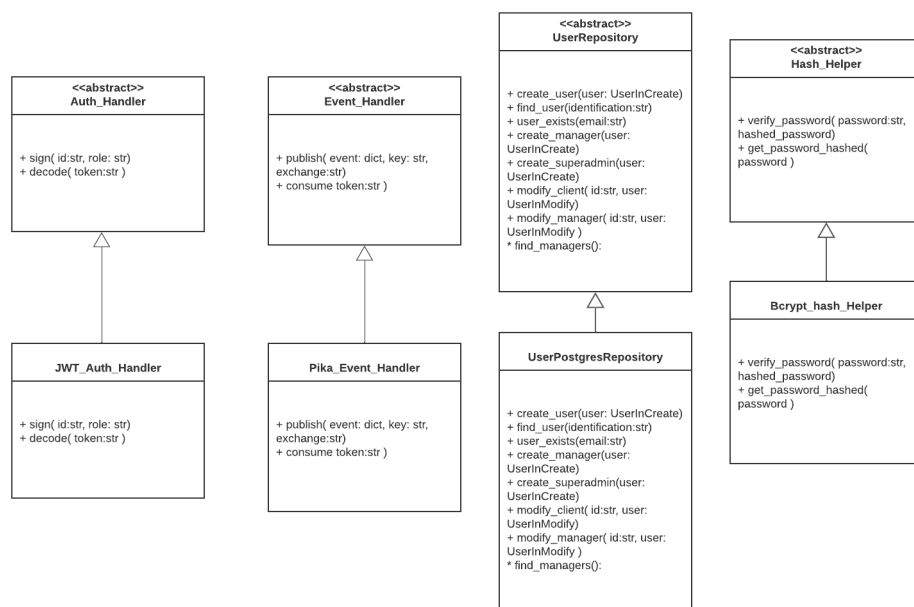 <<abstract>>
Auth_Handler
+ sign( id:str, role: str)
+ decode( token:str )
<<abstract>>
Event_Handler
+ publish( event: dict, key: str,
exchange:str)
+ consume token:str )
<<abstract>>
UserRepository
+ create_user(user: UserInCreate)
+ find_user(identification:str)
+ user_exists(email:str)
+ create_manager(user:
UserInCreate)
+ create_superadmin(user:
UserInCreate)
+ modify_client( id:str, user:
UserInModify)
+ modify_manager( id:str, user:
UserInModify )
* find_managers():
<<abstract>>
Hash_Helper
+ verify_password( password:str,
hashed_password)
+ get_password_hashed(
password )
JWT_Auth_Handler
+ sign( id:str, role: str)
+ decode( token:str )
Pika_Event_Handler
+ publish( event: dict, key: str,
exchange:str)
+ consume token:str )
UserPostgresRepository
+ create_user(user: UserInCreate)
+ find_user(identification:str)
+ user_exists(email:str)
+ create_manager(user:
UserInCreate)
+ create_superadmin(user:
UserInCreate)
+ modify_client( id:str, user:
UserInModify)
+ modify_manager( id:str, user:
UserInModify )
* find_managers():
Bcrypt_hash_Helper
+ verify_password( password:str,
hashed_password)
+ get_password_hashed(
password )